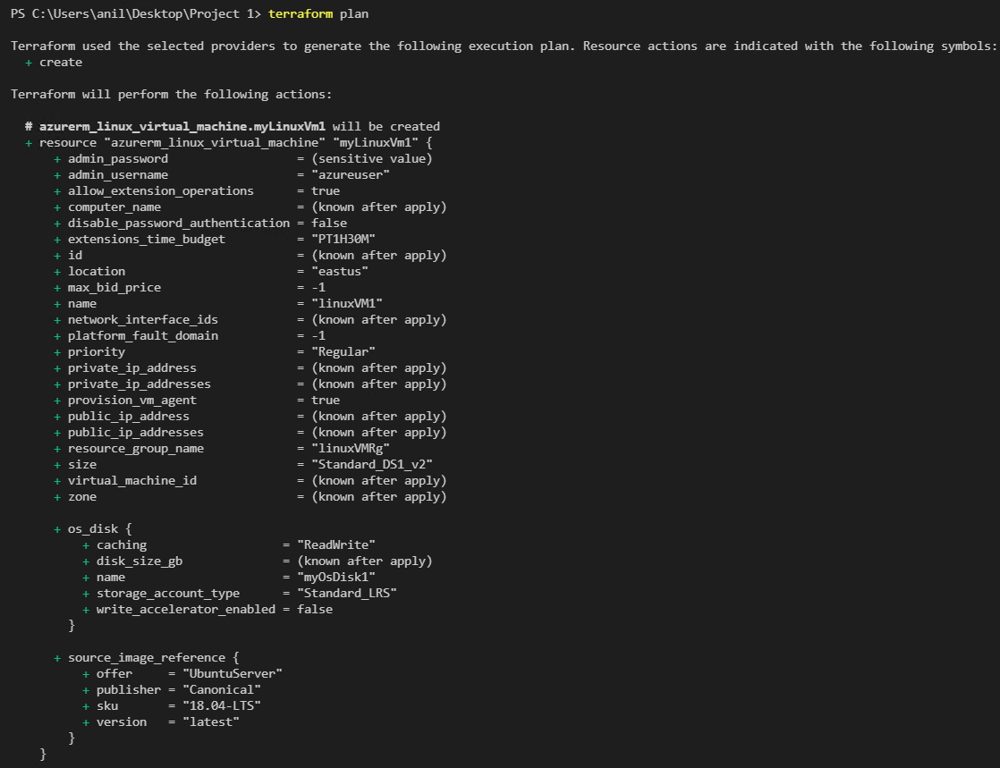 PS C:\Users\anil\Desktop\Project 1> terraform plan

Terraform used the selected providers to generate the following execution plan. Resource actions are indicated with the following symbols:
  + create

Terraform will perform the following actions:

  # azurerm_linux_virtual_machine.myLinuxVm1 will be created
  + resource "azurerm_linux_virtual_machine" "myLinuxVm1" {
      + admin_password                  = (sensitive value)
      + admin_username                  = "azureuser"
      + allow_extension_operations      = true
      + computer_name                   = (known after apply)
      + disable_password_authentication = false
      + extensions_time_budget          = "PT1H30M"
      + id                              = (known after apply)
      + location                        = "eastus"
      + max_bid_price                   = -1
      + name                            = "linuxVM1"
      + network_interface_ids           = (known after apply)
      + platform_fault_domain           = -1
      + priority                        = "Regular"
      + private_ip_address              = (known after apply)
      + private_ip_addresses            = (known after apply)
      + provision_vm_agent              = true
      + public_ip_address               = (known after apply)
      + public_ip_addresses             = (known after apply)
      + resource_group_name             = "linuxVMRg"
      + size                            = "Standard_DS1_v2"
      + virtual_machine_id              = (known after apply)
      + zone                            = (known after apply)

      + os_disk {
          + caching                   = "ReadWrite"
          + disk_size_gb              = (known after apply)
          + name                      = "myOsDisk1"
          + storage_account_type      = "Standard_LRS"
          + write_accelerator_enabled = false
        }

      + source_image_reference {
          + offer     = "UbuntuServer"
          + publisher = "Canonical"
          + sku       = "18.04-LTS"
          + version   = "latest"
        }
    }